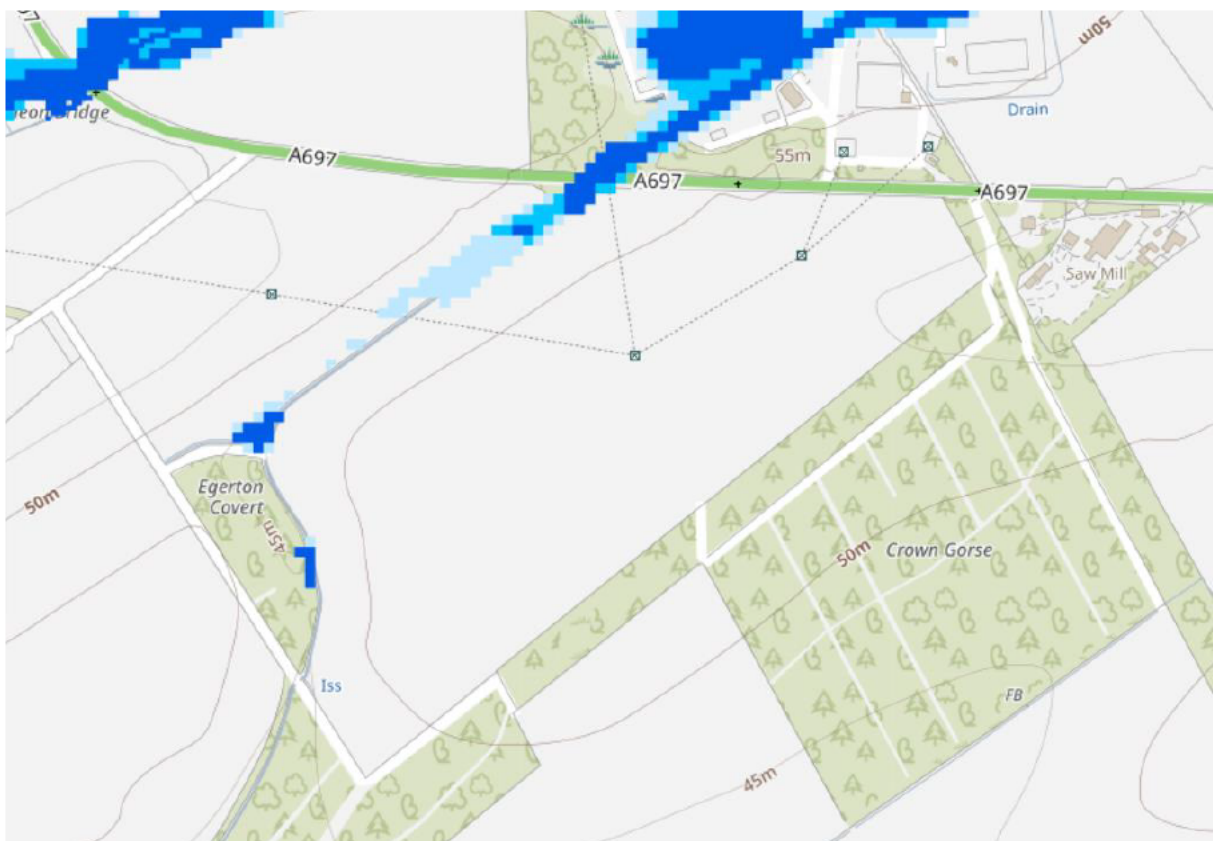 50m
A697
55m
Drain
A697
A697
Saw Mill
Egerton
Covert
50m
45m
50m
Crown Gorse
Iss
FB
45m